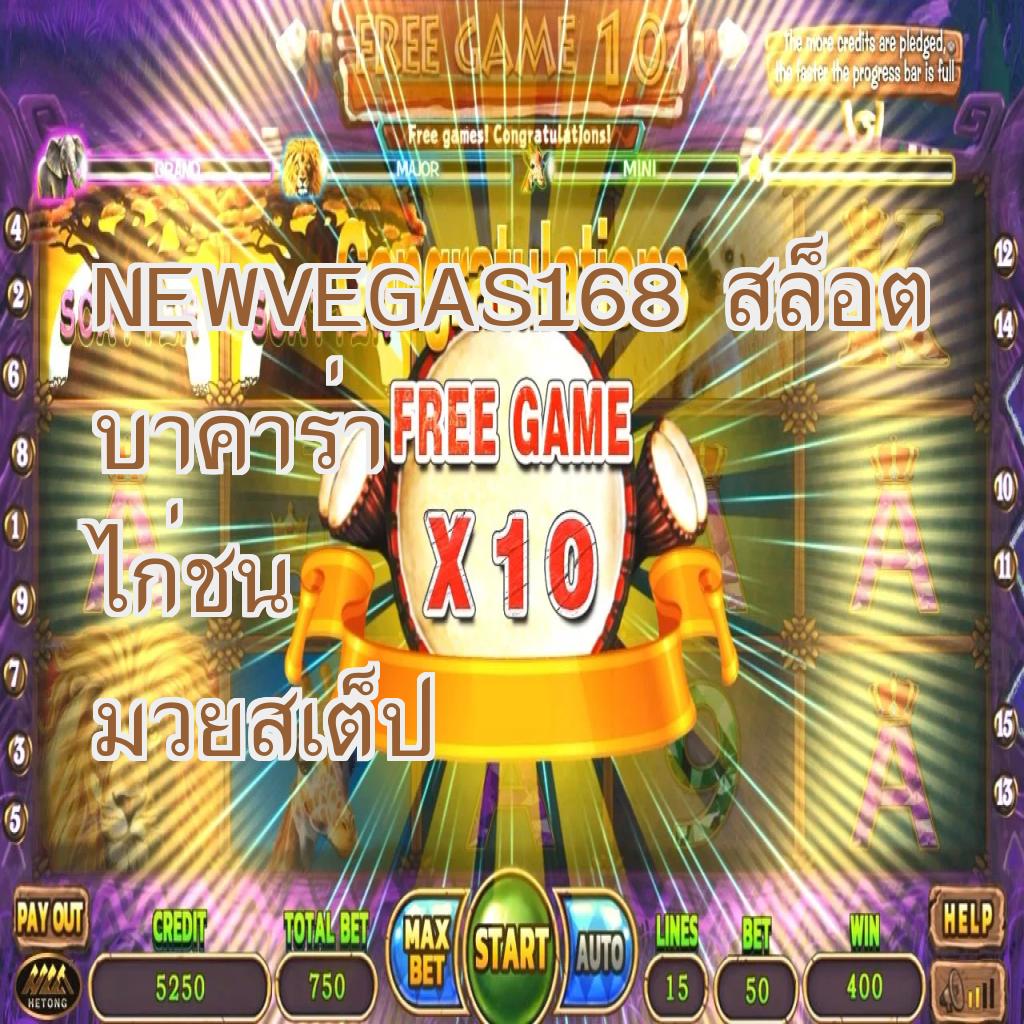 FREE GAME 10
The more credits are pledged,
the faster the progress bar is full
Free games! Congratulations!
GRAND
MAJOR
MINI
Congratulations
NEWVEGAS168 สล็อต
บาคาร่า
ไก่ชน
มวยสเต็ป
SCATTER
SCATTER
K
FREE GAME
X10
4
2
6
8
1
9
7
3
5
12
14
10
11
15
13
A
A
A
A
A
9
PAY OUT
CREDIT
TOTAL BET
MAX BET
START
AUTO
LINES
BET
WIN
HELP
HETONG
5250
750
15
50
400